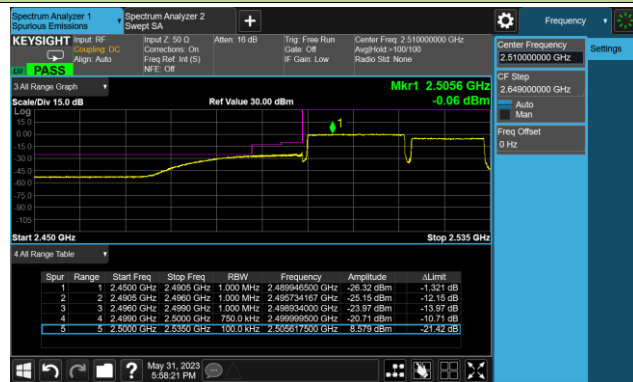 Spectrum Analyzer 1
Spurious Emissions
Spectrum Analyzer 2
Swept SA
Frequency
KEYSIGHT
Input: RF
Coupling: DC
Align: Auto
Input Z: 50 Ω
Corrections: On
Freq Ref: Int (S)
NFE: Off
Atten: 16 dB
Trig: Free Run
Gate: Off
IF Gain: Low
Center Freq: 2.510000000 GHz
Avg|Hold:>100/100
Radio Std: None
LW PASS
Center Frequency
2.510000000 GHz
Settings
CF Step
2.649000000 GHz
Auto
Man
Freq Offset
0 Hz
3 All Range Graph
Mkr1 2.5056 GHz
Scale/Div 15.0 dB
Ref Value 30.00 dBm
-0.06 dBm
Log
15.0
0.00
-15.0
-30.0
-45.0
-60.0
-75.0
-90.0
-105
1
Start 2.450 GHz
Stop 2.535 GHz
4 All Range Table
Spur Range Start Freq Stop Freq RBW Frequency Amplitude ΔLimit
1 1 2.4500 GHz 2.4905 GHz 1.000 MHz 2.489946500 GHz -26.32 dBm -1.321 dB
2 2 2.4905 GHz 2.4960 GHz 1.000 MHz 2.495734167 GHz -25.15 dBm -12.15 dB
3 3 2.4960 GHz 2.4990 GHz 1.000 MHz 2.498934000 GHz -23.97 dBm -13.97 dB
4 4 2.4990 GHz 2.5000 GHz 750.0 kHz 2.499999500 GHz -20.71 dBm -10.71 dB
5 5 2.5000 GHz 2.5350 GHz 100.0 kHz 2.505617500 GHz 8.579 dBm -21.42 dB
May 31, 2023
5:58:21 PM